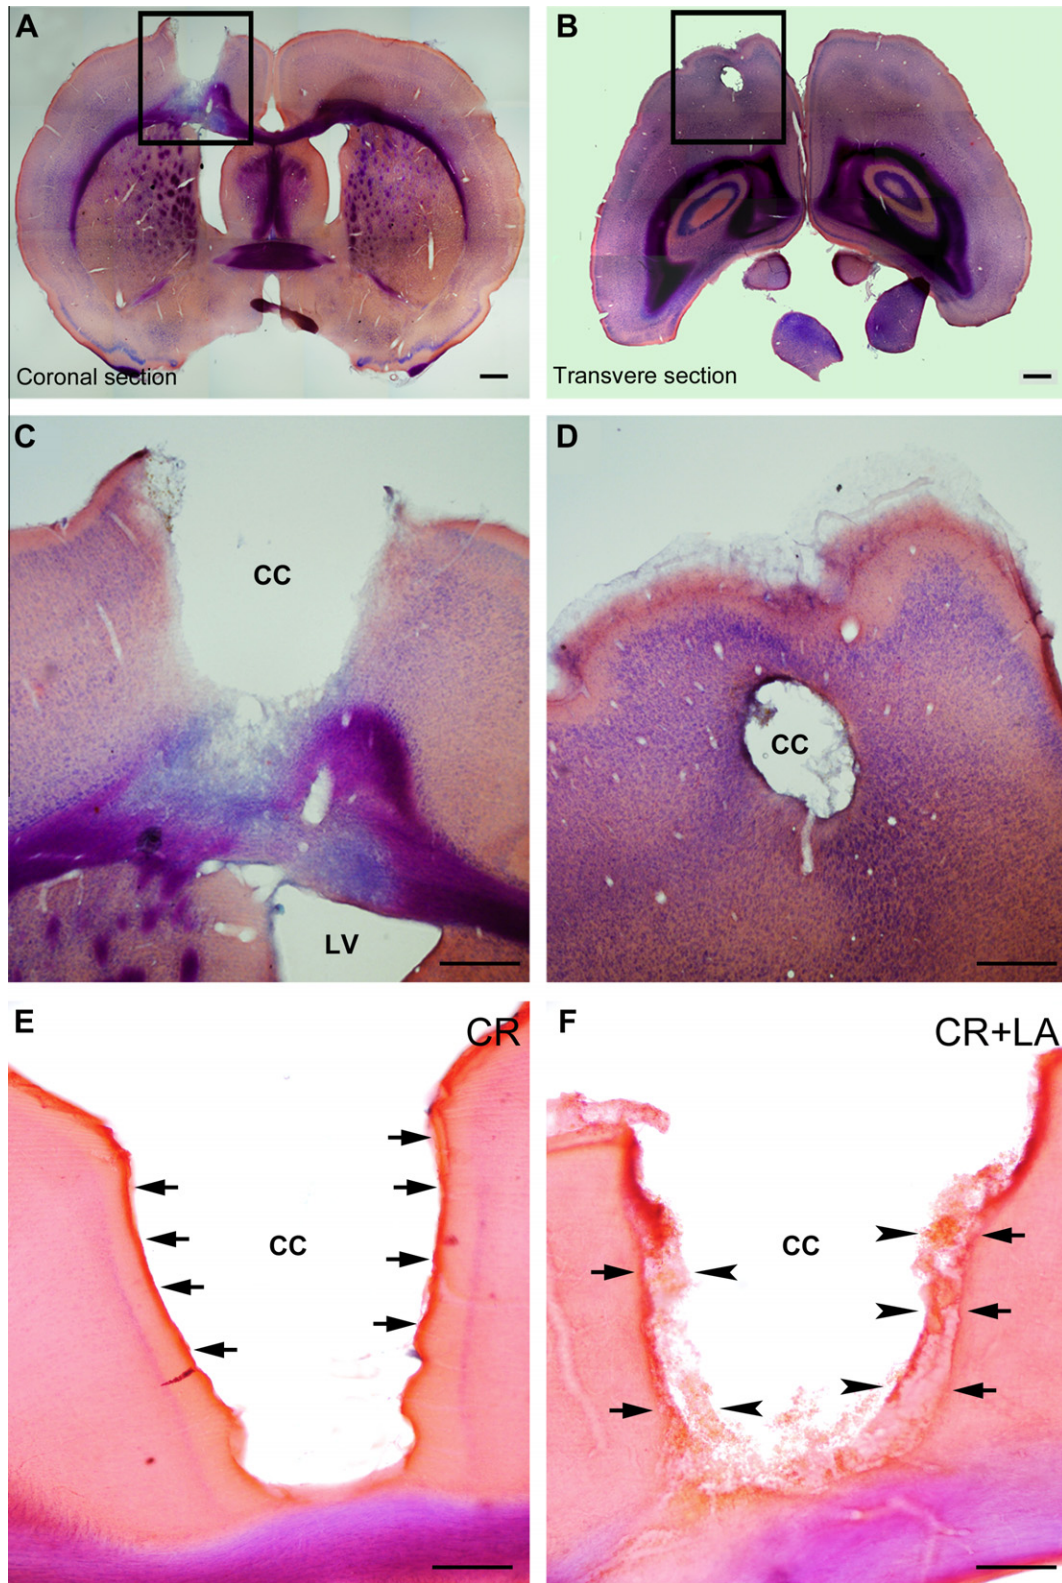 A
B
Coronal section
Transvere section
C
D
CC
CC
LV
E
CR
F
CR+LA
CC
CC